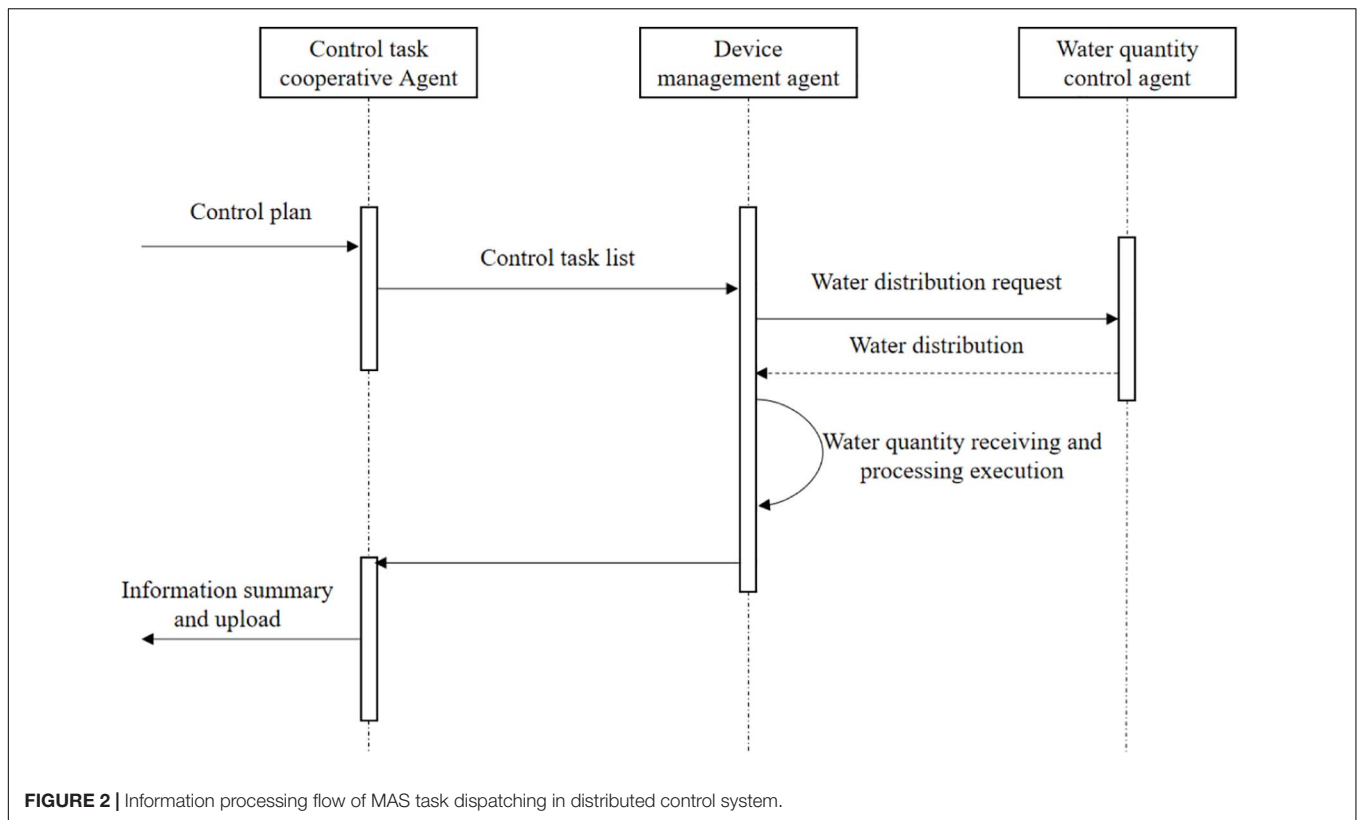 Control task
cooperative Agent
Device
management agent
Water quantity
control agent
Control plan
Control task list
Water distribution request
Water distribution
Water quantity receiving and
processing execution
Information summary
and upload
FIGURE 2 | Information processing flow of MAS task dispatching in distributed control system.